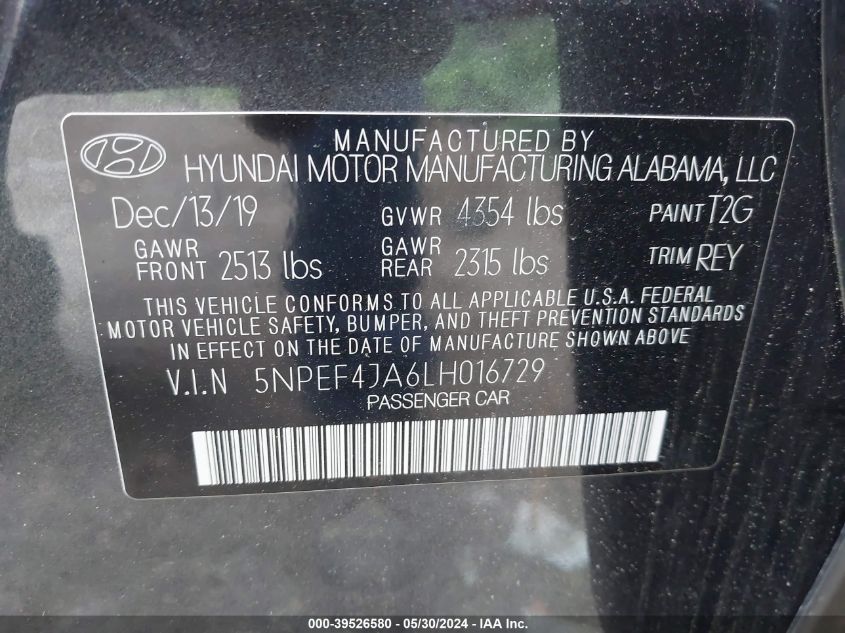 MANUFACTURED BY
HYUNDAI MOTOR MANUFACTURING ALABAMA, LLC
Dec/13/19 GVWR 4354 lbs PAINT T2G
GAWR FRONT 2513 lbs GAWR REAR 2315 lbs TRIM REY
THIS VEHICLE CONFORMS TO ALL APPLICABLE U.S.A. FEDERAL
MOTOR VEHICLE SAFETY, BUMPER, AND THEFT PREVENTION STANDARDS
IN EFFECT ON THE DATE OF MANUFACTURE SHOWN ABOVE
V.I.N 5NPEF4JA6LH016729
PASSENGER CAR
000-39526580 - 05/30/2024 - IAA Inc.